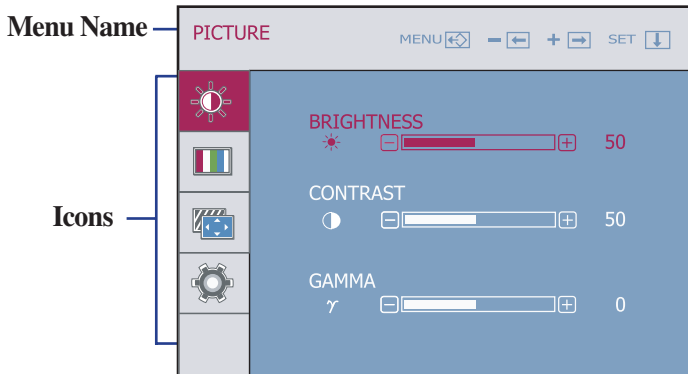 Menu Name
PICTURE MENU - + SET
BRIGHTNESS
- + 50
CONTRAST
Icons
- + 50
GAMMA
γ - + 0